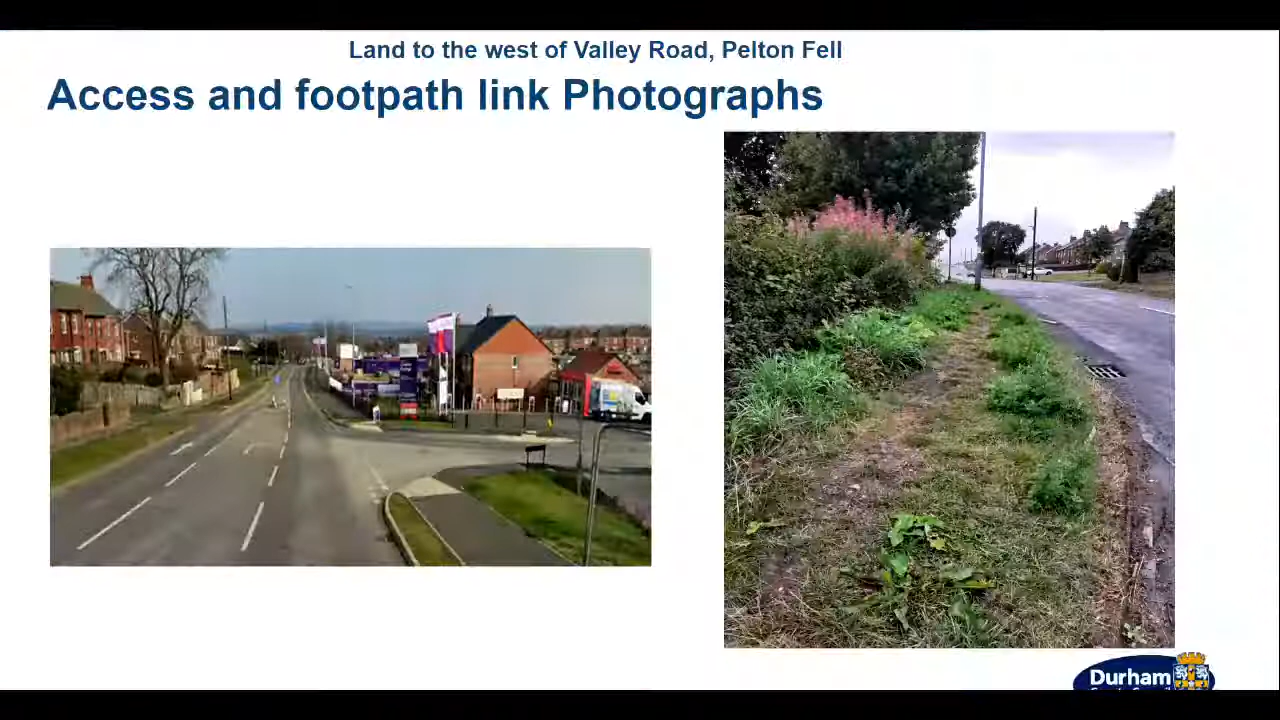 Land to the west of Valley Road, Pelton Fell
Access and footpath link Photographs
Durham